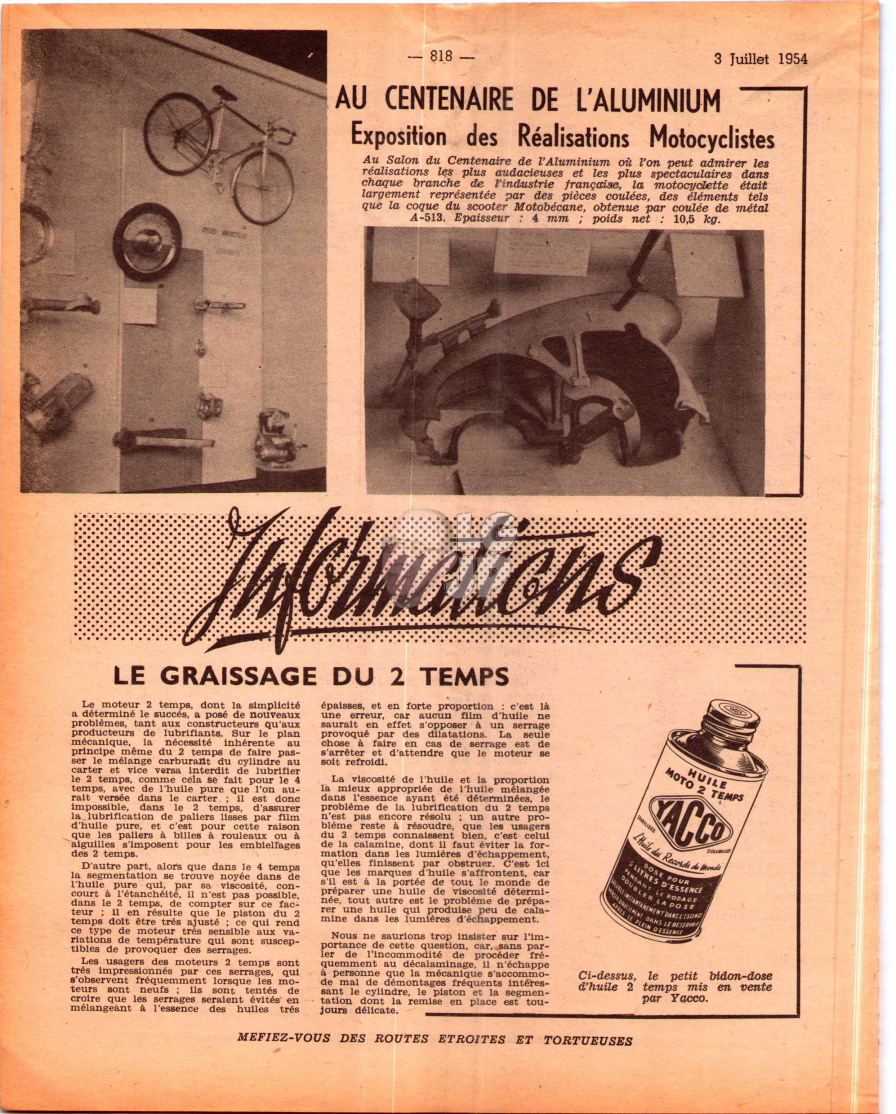 — 818 —
3 Juillet 1954
AU CENTENAIRE DE L'ALUMINIUM
Exposition des Réalisations Motocyclistes
Au Salon du Centenaire de l'Aluminium où l'on peut admirer les
réalisations les plus audacieuses et les plus spectaculaires dans
chaque branche de l'industrie française, la motocyclette était
largement représentée par des pièces coulées, des éléments tels
que la coque du scooter Motobécane, obtenue par coulée de métal
A-513. Epaisseur : 4 mm ; poids net : 10,5 kg.
Informations
LE GRAISSAGE DU 2 TEMPS
Le moteur 2 temps, dont la simplicité
a déterminé le succès, a posé de nouveaux
problèmes, tant aux constructeurs qu'aux
producteurs de lubrifiants. Sur le plan
mécanique, la nécessité inhérente au
principe même du 2 temps de faire pas-
ser le mélange carburant du cylindre au
carter et vice versa interdit de lubrifier
le 2 temps, comme cela se fait pour le 4
temps, avec de l'huile pure que l'on au-
rait versée dans le carter ; il est donc
impossible, dans le 2 temps, d'assurer
la lubrification de paliers lisses par film
d'huile pure, et c'est pour cette raison
que les paliers à billes à rouleaux ou à
aiguilles s'imposent pour les embiellages
des 2 temps.
D'autre part, alors que dans le 4 temps
la segmentation se trouve noyée dans de
l'huile pure qui, par sa viscosité, con-
court à l'étanchéité, il n'est pas possible,
dans le 2 temps, de compter sur ce fac-
teur ; il en résulte que le piston du 2
temps doit être très ajusté ; ce qui rend
ce type de moteur très sensible aux va-
riations de température qui sont suscep-
tibles de provoquer des serrages.
Les usagers des moteurs 2 temps sont
très impressionnés par ces serrages, qui
s'observent fréquemment lorsque les mo-
teurs sont neufs ; ils sont tentés de
croire que les serrages seraient évités en
mélangeant à l'essence des huiles très
épaisses, et en forte proportion : c'est là
une erreur, car aucun film d'huile ne
saurait en effet s'opposer à un serrage
provoqué par des dilatations. La seule
chose à faire en cas de serrage est de
s'arrêter et d'attendre que le moteur se
soit refroidi.
La viscosité de l'huile et la proportion
la mieux appropriée de l'huile mélangée
dans l'essence ayant été déterminées, le
problème de la lubrification du 2 temps
n'est pas encore résolu ; un autre pro-
blème reste à résoudre, que les usagers
du 2 temps connaissent bien, c'est celui
de la calamine, dont il faut éviter la for-
mation dans les lumières d'échappement,
qu'elles finissent par obstruer. C'est ici
que les marques d'huile s'affrontent, car
s'il est à la portée de tout le monde de
préparer une huile de viscosité détermi-
née, tout autre est le problème de prépa-
rer une huile qui produise peu de cala-
mine dans les lumières d'échappement.
Nous ne saurions trop insister sur l'im-
portance de cette question, car, sans par-
ler de l'incommodité de procéder fré-
quemment au décalaminage, il n'échappe
à personne que la mécanique s'accommo-
de mal de démontages fréquents intéres-
sant le cylindre, le piston et la segmen-
tation dont la remise en place est tou-
jours délicate.
HUILE
MOTO 2 TEMPS
YACCO
l'Huile des Records du Monde
DOSE POUR
5 LITRES D'ESSENCE
PENDANT LE RODAGE
DOUBLER LA DOSE
Ci-dessus, le petit bidon-dose
d'huile 2 temps mis en vente
par Yacco.
MEFIEZ-VOUS DES ROUTES ETROITES ET TORTUEUSES